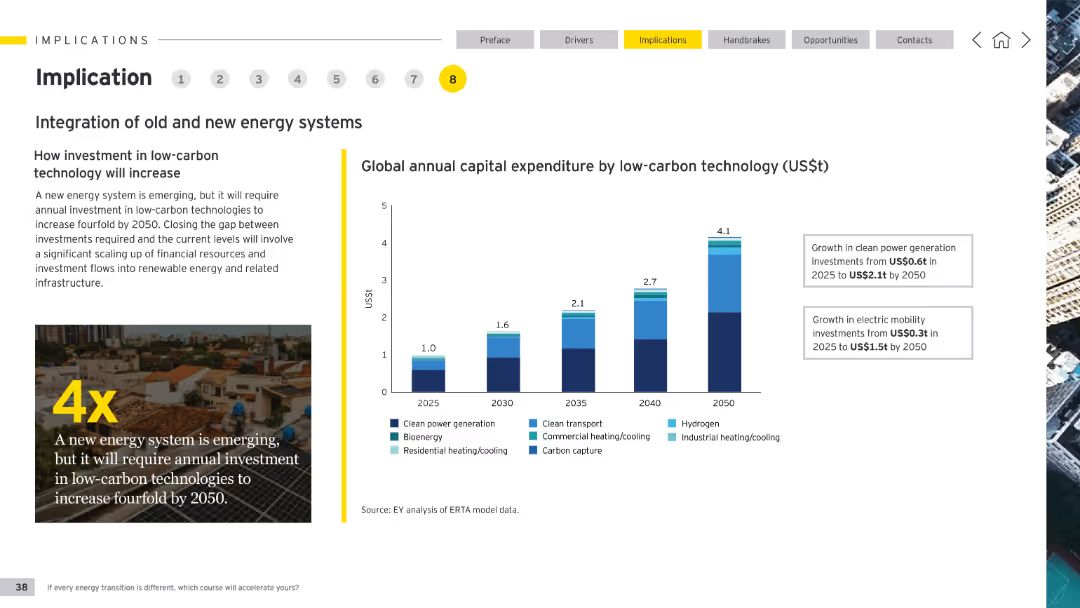 IMPLICATIONS
Preface
Drivers
Implications
Handbrakes
Opportunities
Contacts
Implication
1 2 3 4 5 6 7 8
Integration of old and new energy systems
How investment in low-carbon
technology will increase
A new energy system is emerging, but it will require
annual investment in low-carbon technologies to
increase fourfold by 2050. Closing the gap between
investments required and the current levels will involve
a significant scaling up of financial resources and
investment flows into renewable energy and related
infrastructure.
4x
A new energy system is emerging,
but it will require annual investment
in low-carbon technologies to
increase fourfold by 2050.
Global annual capital expenditure by low-carbon technology (US$t)
US$t
5
4
3
2
1
0
1.0
1.6
2.1
2.7
4.1
2025 2030 2035 2040 2050
Clean power generation
Clean transport
Hydrogen
Bioenergy
Commercial heating/cooling
Industrial heating/cooling
Residential heating/cooling
Carbon capture
Growth in clean power generation
investments from US$0.6t in
2025 to US$2.1t by 2050
Growth in electric mobility
investments from US$0.3t in
2025 to US$1.5t by 2050
Source: EY analysis of ERTA model data.
38
If every energy transition is different, which course will accelerate yours?